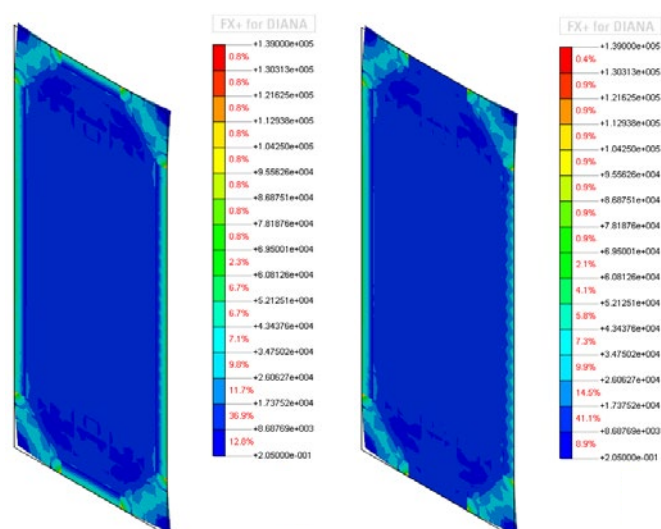 FX+ for DIANA
+1.39000e+005
0.8%
+1.30313e+005
0.8%
+1.21625e+005
0.8%
+1.12938e+005
0.8%
+1.04250e+005
0.8%
+9.55626e+004
0.8%
+8.68751e+004
0.8%
+7.81876e+004
0.8%
+6.95001e+004
2.3%
+6.08126e+004
6.7%
+5.21251e+004
6.7%
+4.34376e+004
7.1%
+3.47502e+004
9.8%
+2.60627e+004
11.7%
+1.73752e+004
36.9%
+8.68769e+003
12.8%
+2.05000e-001
FX+ for DIANA
+1.39000e+005
0.4%
+1.30313e+005
0.9%
+1.21625e+005
0.9%
+1.12938e+005
0.9%
+1.04250e+005
0.9%
+9.55626e+004
0.9%
+8.68751e+004
0.9%
+7.81876e+004
0.9%
+6.95001e+004
2.1%
+6.08126e+004
4.1%
+5.21251e+004
5.8%
+4.34376e+004
7.3%
+3.47502e+004
9.9%
+2.60627e+004
14.5%
+1.73752e+004
41.1%
+8.68769e+003
8.9%
+2.05000e-001